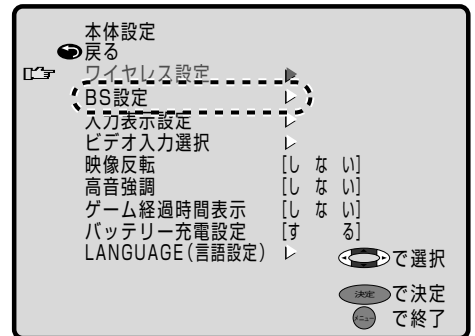 本体設定
戻る
ワイヤレス設定
BS設定
入力表示設定
ビデオ入力選択
映像反転 [し な い]
高音強調 [し な い]
ゲーム経過時間表示 [し な い]
バッテリー充電設定 [す る]
LANGUAGE(言語設定)
で選択
決定 で決定
メニュー で終了